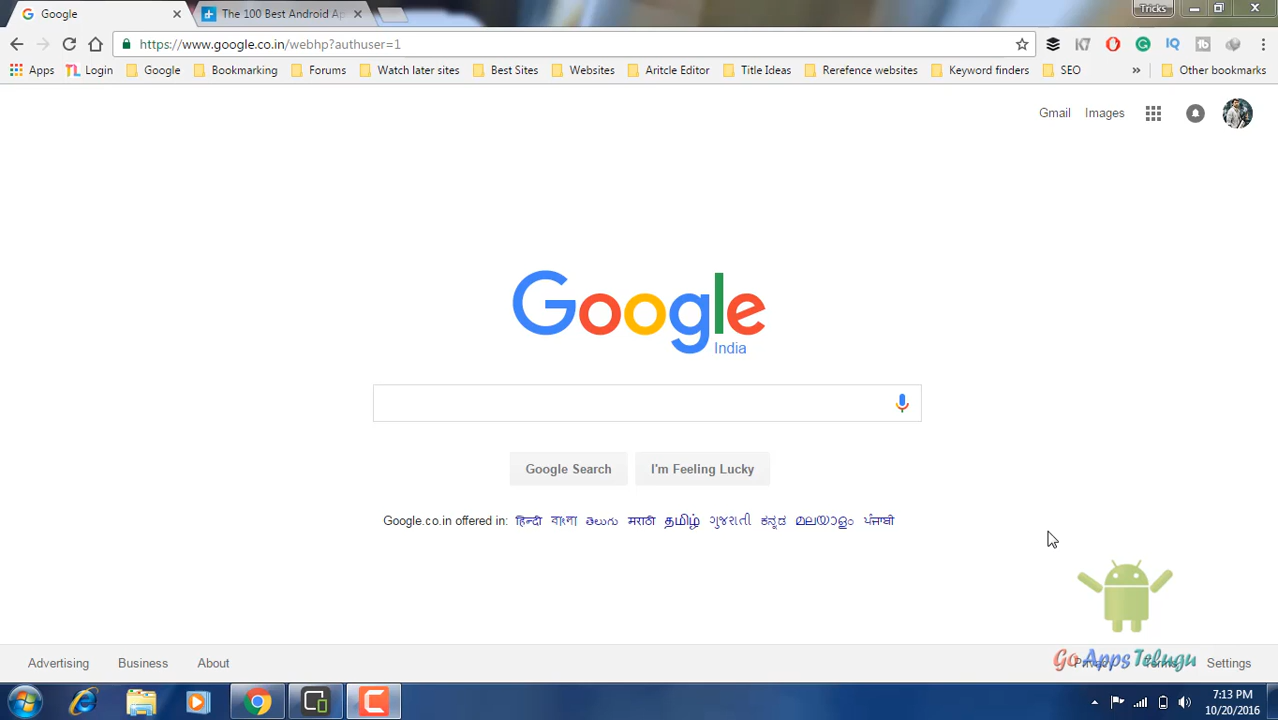 Google
The 100 Best Android Ap
Tricks
https://www.google.co.in/webhp?authuser=1
Apps
Login
Google
Bookmarking
Forums
Watch later sites
Best Sites
Websites
Aritcle Editor
Title Ideas
Rerefence websites
Keyword finders
SEO
»
Other bookmarks
Gmail
Images
Google
India
Google Search
I'm Feeling Lucky
Google.co.in offered in: हिन्दी বাংলা తెలుగు मराठी தமிழ் ગુજરાતી ಕನ್ನಡ മലയാളം ਪੰਜਾਬੀ
Advertising
Business
About
Go Apps Telugu
Settings
7:13 PM
10/20/2016